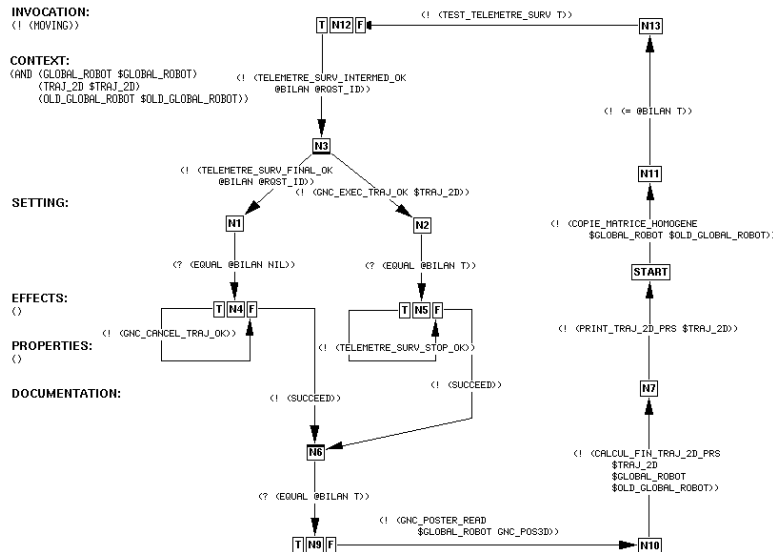 INVOCATION:
(! (MOVING))
CONTEXT:
(AND (GLOBAL_ROBOT $GLOBAL_ROBOT)
(TRAJ_2D $TRAJ_2D)
(OLD_GLOBAL_ROBOT $OLD_GLOBAL_ROBOT))
SETTING:
EFFECTS:
()
PROPERTIES:
()
DOCUMENTATION:
T N12 F
(! (TEST_TELEMETRE_SURV T))
N13
(! (TELEMETRE_SURV_INTERMED_OK
@BILAN @RQST_ID))
(! (= @BILAN T))
N3
(! (TELEMETRE_SURV_FINAL_OK
@BILAN @RQST_ID))
(! (GNC_EXEC_TRAJ_OK $TRAJ_2D))
N11
N1
N2
(! (COPIE_MATRICE_HOMOGENE
$GLOBAL_ROBOT $OLD_GLOBAL_ROBOT))
(? (EQUAL @BILAN NIL))
(? (EQUAL @BILAN T))
START
T N4 F
T N5 F
(! (GNC_CANCEL_TRAJ_OK))
(! (TELEMETRE_SURV_STOP_OK))
(! (PRINT_TRAJ_2D_PRS $TRAJ_2D))
(! (SUCCEED))
(! (SUCCEED))
N7
N6
(! (CALCUL_FIN_TRAJ_2D_PRS
$TRAJ_2D
$GLOBAL_ROBOT
$OLD_GLOBAL_ROBOT))
(? (EQUAL @BILAN T))
T N9 F
(! (GNC_POSTER_READ
$GLOBAL_ROBOT GNC_POS3D))
N10